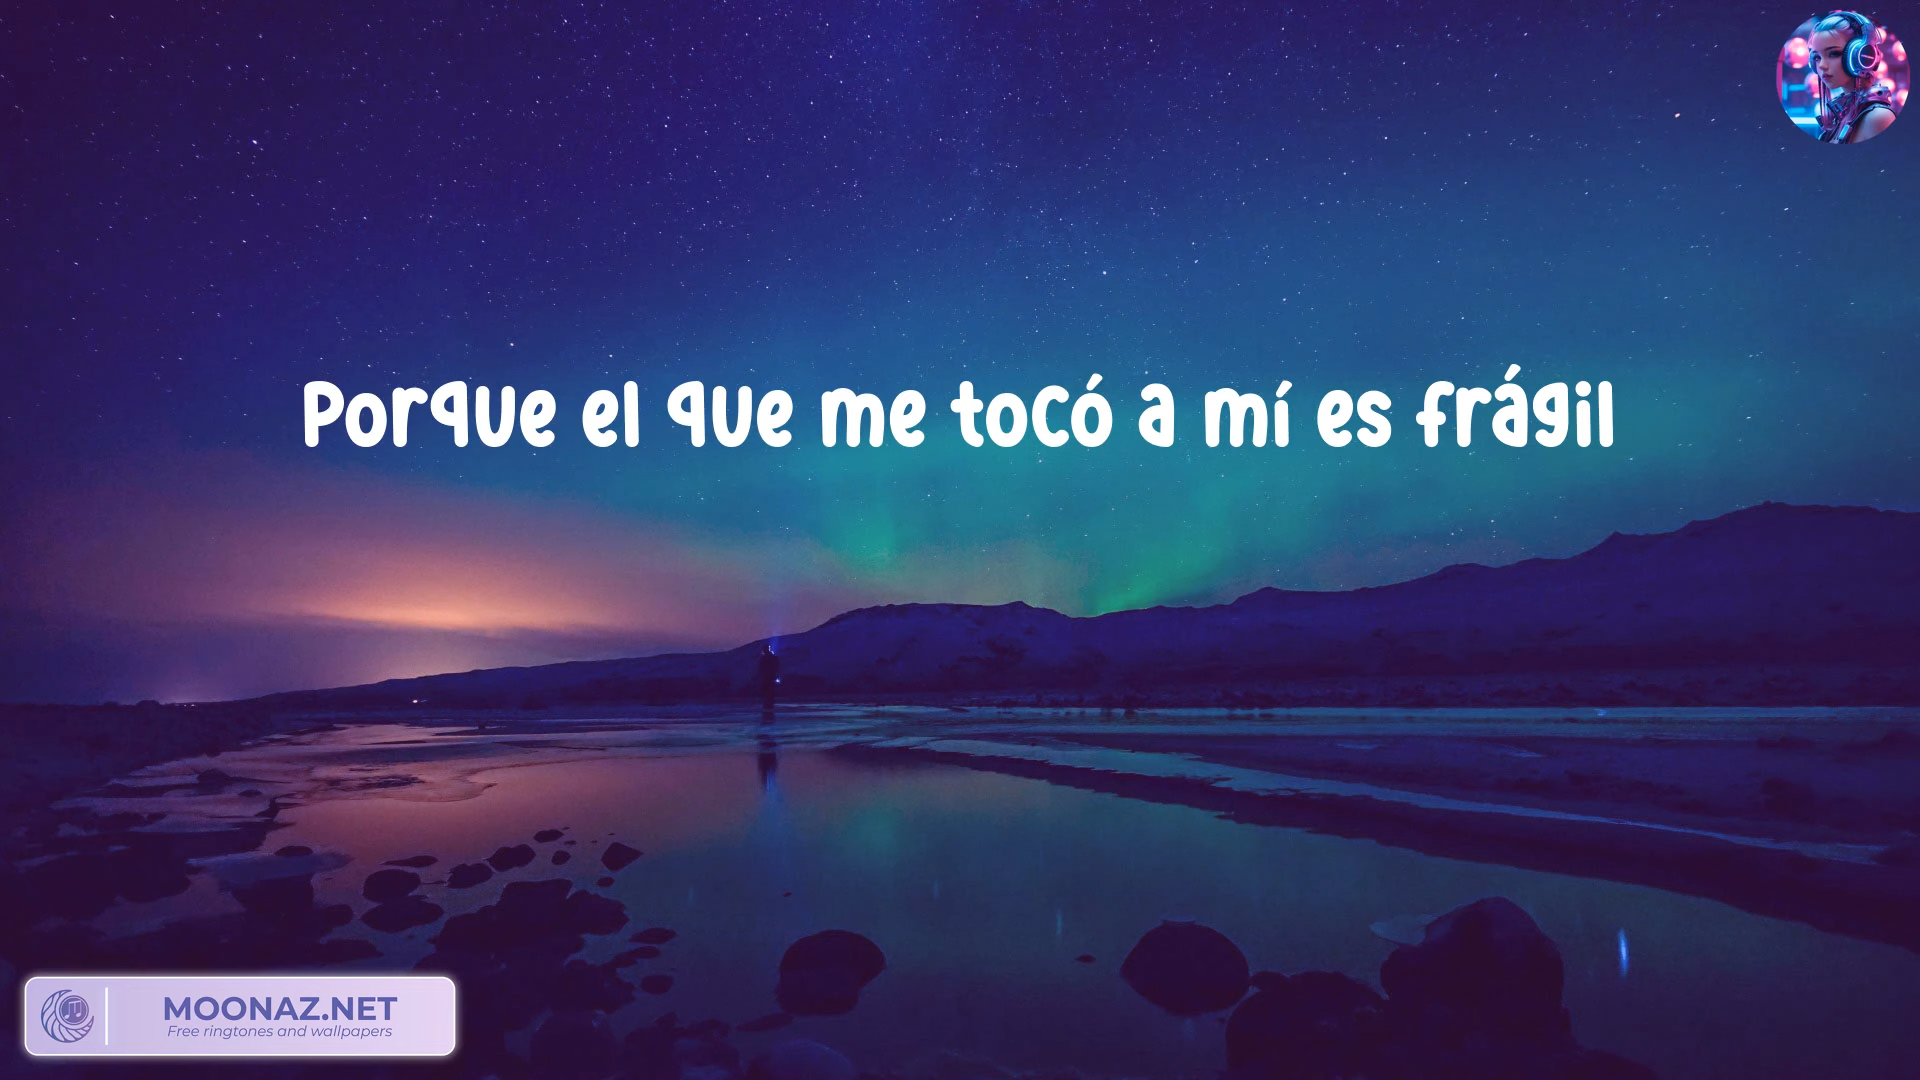 Porque el que me tocó a mí es frágil
MOONAZ.NET
Free ringtones and wallpapers